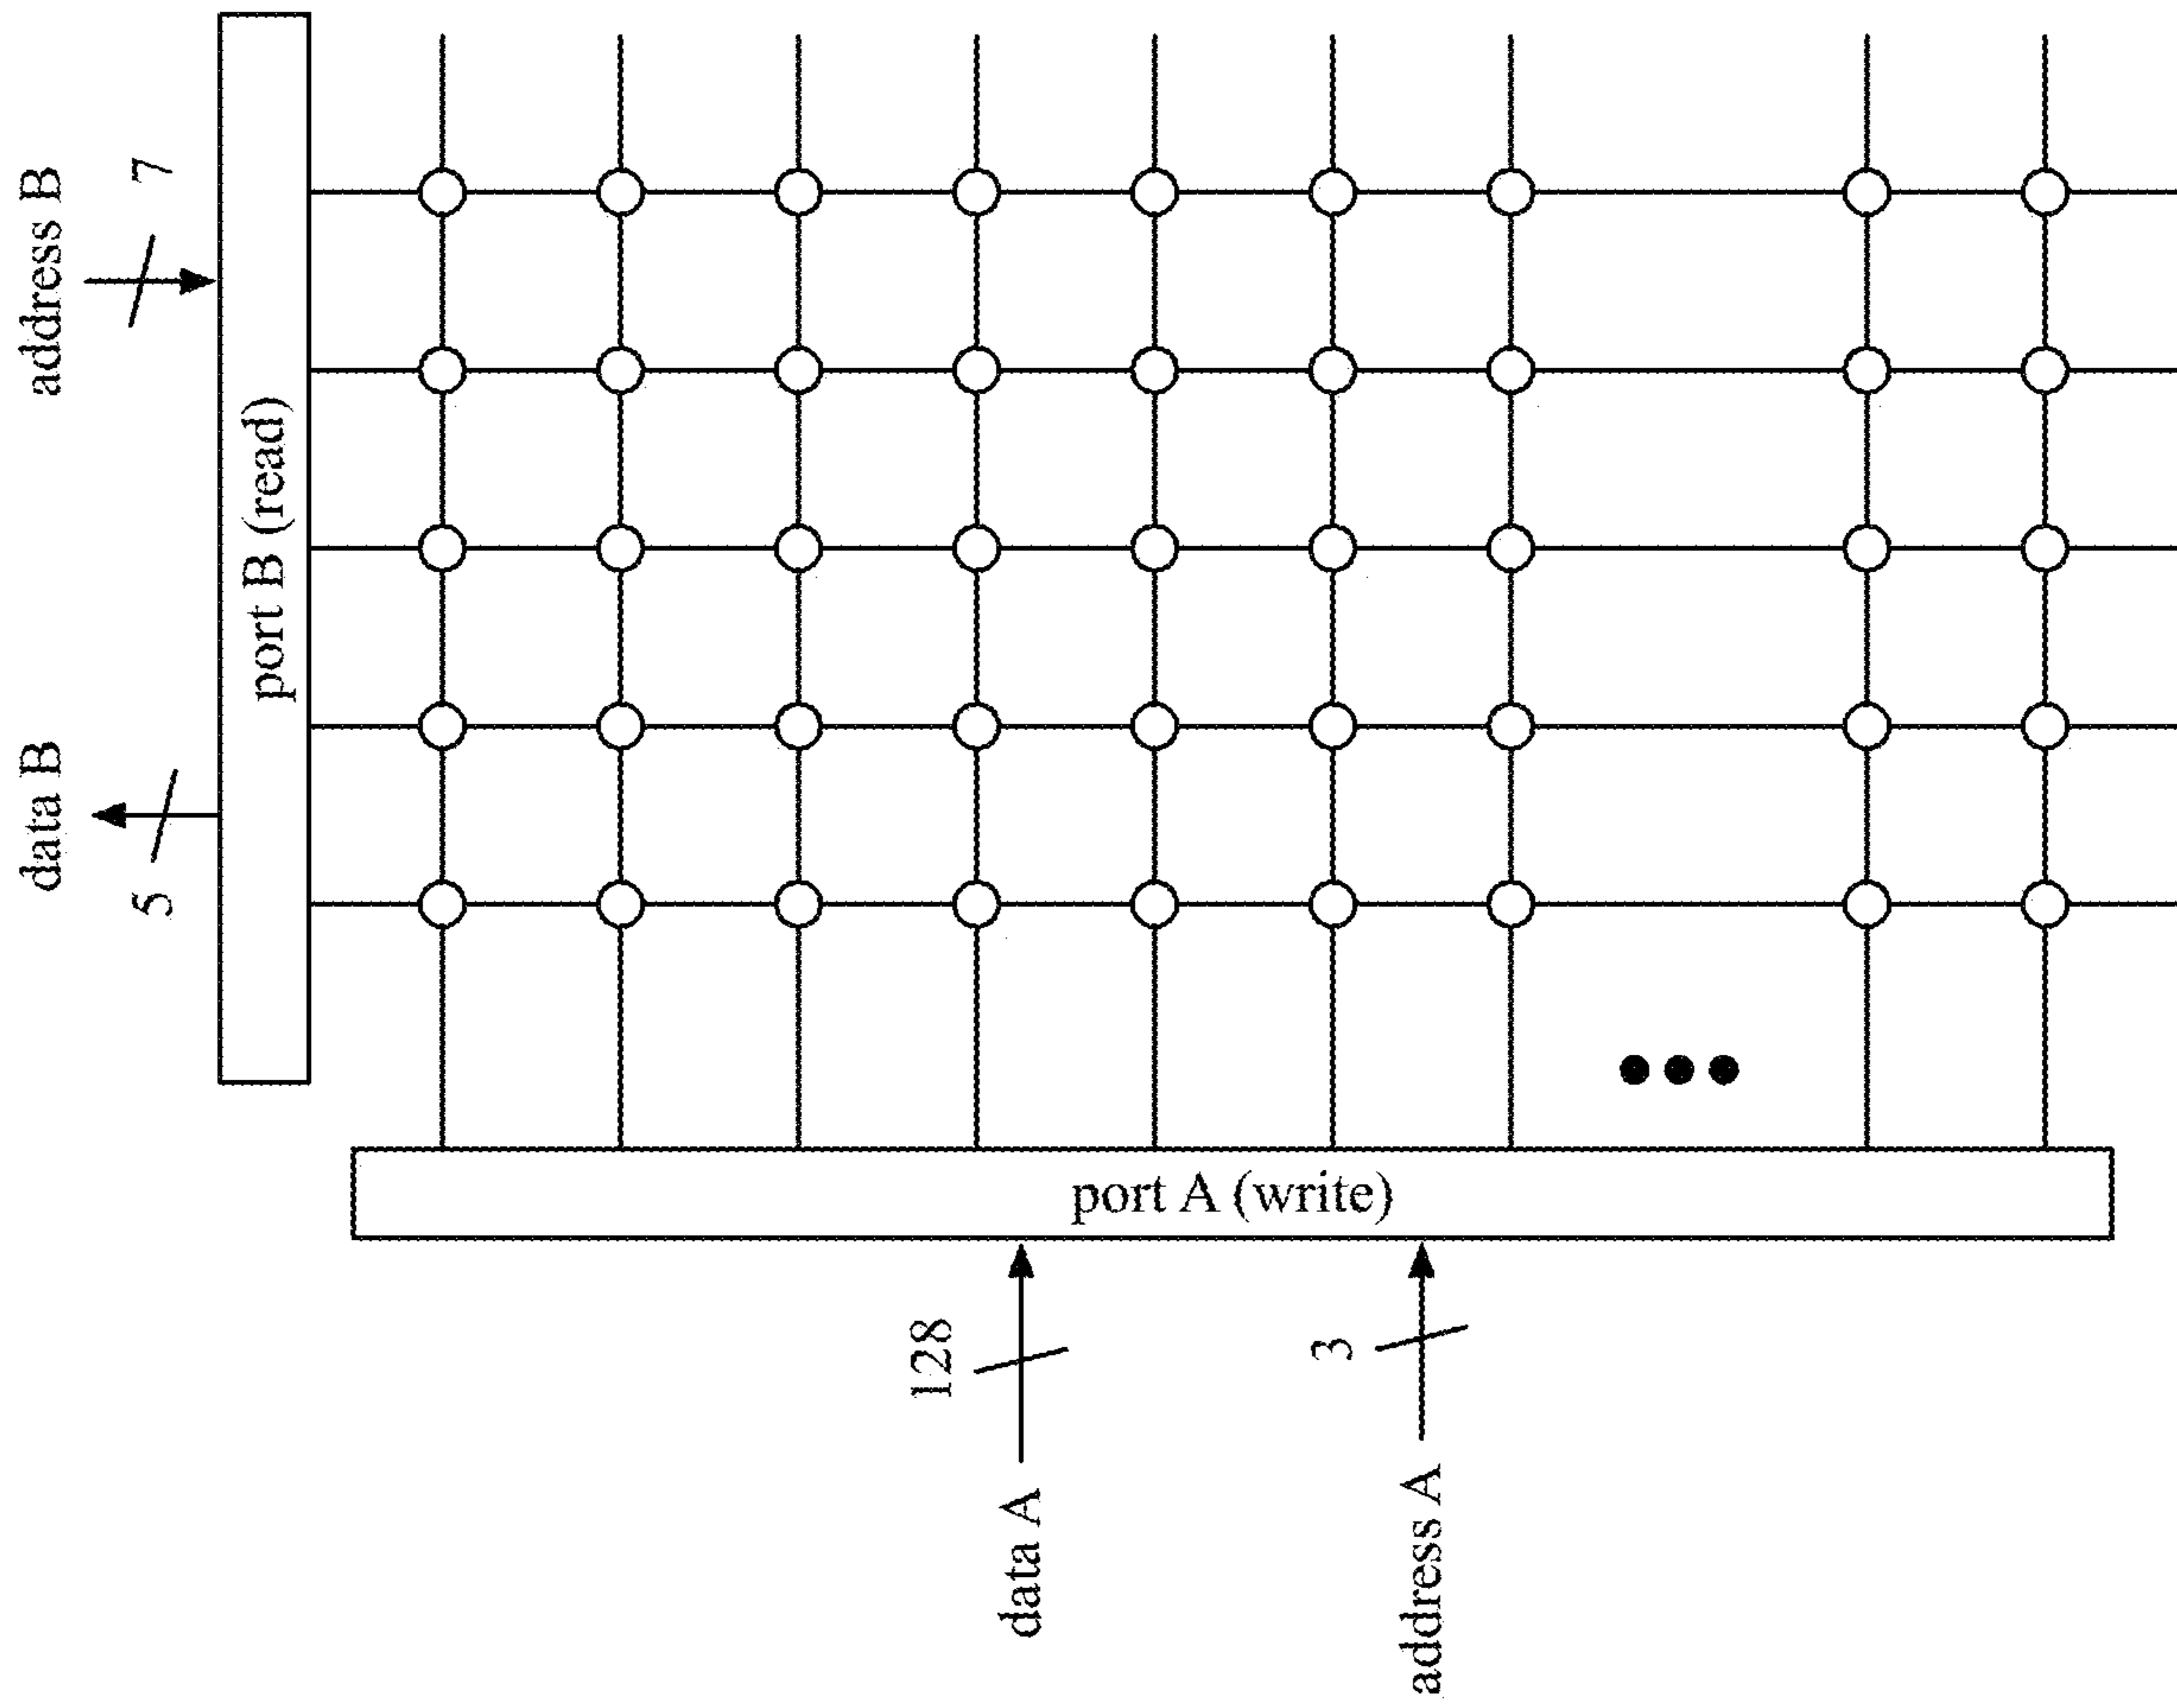 address B
7
port B (read)
data B
5
port A (write)
128
data A
3
address A